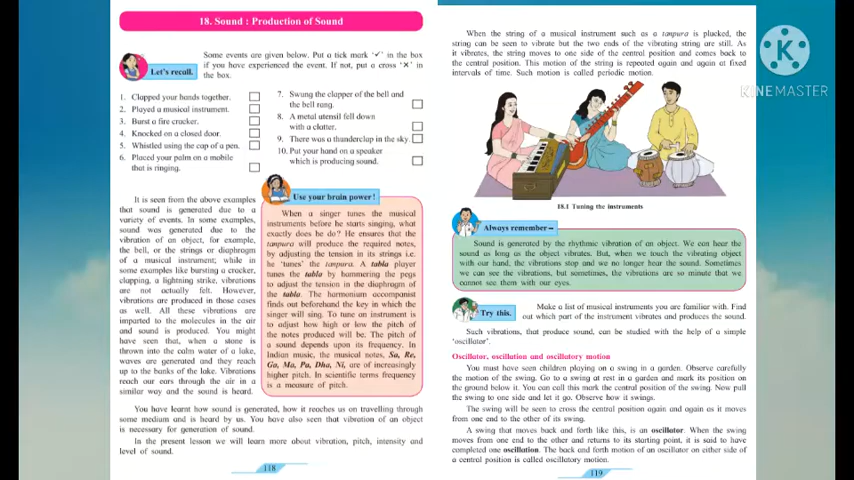 18. Sound : Production of Sound
Let's recall.
Some events are given below. Put a tick mark '✓' in the box
if you have experienced the event. If not, put a cross '✕' in
the box.
1. Clapped your hands together.
2. Played a musical instrument.
3. Burst a fire cracker.
4. Knocked on a closed door.
5. Whistled using the cap of a pen.
6. Placed your palm on a mobile
that is ringing.
7. Swung the clapper of the bell and
the bell rang.
8. A metal utensil fell down
with a clatter.
9. There was a thunderclap in the sky.
10. Put your hand on a speaker
which is producing sound.
It is seen from the above examples
that sound is generated due to a
variety of events. In some examples,
sound was generated due to the
vibration of an object, for example,
the bell, or the strings or diaphragm
of a musical instrument; while in
some examples like bursting a cracker,
clapping, a lightning strike, vibrations
are not actually felt. However,
vibrations are produced in those cases
as well. All these vibrations are
imparted to the molecules in the air
and sound is produced. You might
have seen that, when a stone is
thrown into the calm water of a lake,
waves are generated and they reach
up to the banks of the lake. Vibrations
reach our ears through the air in a
similar way and the sound is heard.
Use your brain power !
When a singer tunes the musical
instruments before he starts singing, what
exactly does he do? He ensures that the
tanpura will produce the required notes,
by adjusting the tension in its strings i.e.
he 'tunes' the tanpura. A tabla player
tunes the tabla by hammering the pegs
to adjust the tension in the diaphragm of
the tabla. The harmonium accompanist
finds out beforehand the key in which the
singer will sing. To tune an instrument is
to adjust how high or low the pitch of
the notes produced will be. The pitch of
a sound depends upon its frequency. In
Indian music, the musical notes, Sa, Re,
Ga, Ma, Pa, Dha, Ni, are of increasingly
higher pitch. In scientific terms frequency
is a measure of pitch.
You have learnt how sound is generated, how it reaches us on travelling through
some medium and is heard by us. You have also seen that vibration of an object
is necessary for generation of sound.
In the present lesson we will learn more about vibration, pitch, intensity and
level of sound.
118
When the string of a musical instrument such as a tanpura is plucked, the
string can be seen to vibrate but the two ends of the vibrating string are still. As
it vibrates, the string moves to one side of the central position and comes back to
the central position. This motion of the string is repeated again and again at fixed
intervals of time. Such motion is called periodic motion.
KINEMASTER
18.1 Tuning the instruments
Always remember –
Sound is generated by the rhythmic vibration of an object. We can hear the
sound as long as the object vibrates. But, when we touch the vibrating object
with our hand, the vibrations stop and we no longer hear the sound. Sometimes
we can see the vibrations, but sometimes, the vibrations are so minute that we
cannot see them with our eyes.
Try this.
Make a list of musical instruments you are familiar with. Find
out which part of the instrument vibrates and produces the sound.
Such vibrations, that produce sound, can be studied with the help of a simple
'oscillator'.
Oscillator, oscillation and oscillatory motion
You must have seen children playing on a swing in a garden. Observe carefully
the motion of the swing. Go to a swing at rest in a garden and mark its position on
the ground below it. You can call this mark the central position of the swing. Now pull
the swing to one side and let it go. Observe how it swings.
The swing will be seen to cross the central position again and again as it moves
from one end to the other of its swing.
A swing that moves back and forth like this, is an oscillator. When the swing
moves from one end to the other and returns to its starting point, it is said to have
completed one oscillation. The back and forth motion of an oscillator on either side of
a central position is called oscillatory motion.
119